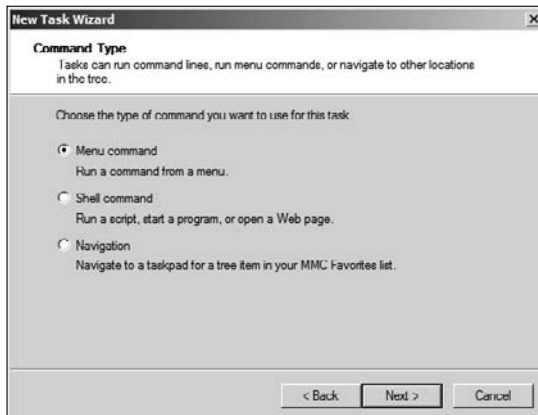 New Task Wizard
Command Type
Tasks can run command lines, run menu commands, or navigate to other locations
in the tree.
Choose the type of command you want to use for this task.
Menu command
Run a command from a menu.
Shell command
Run a script, start a program, or open a Web page.
Navigation
Navigate to a taskpad for a tree item in your MMC Favorites list.
< Back
Next >
Cancel